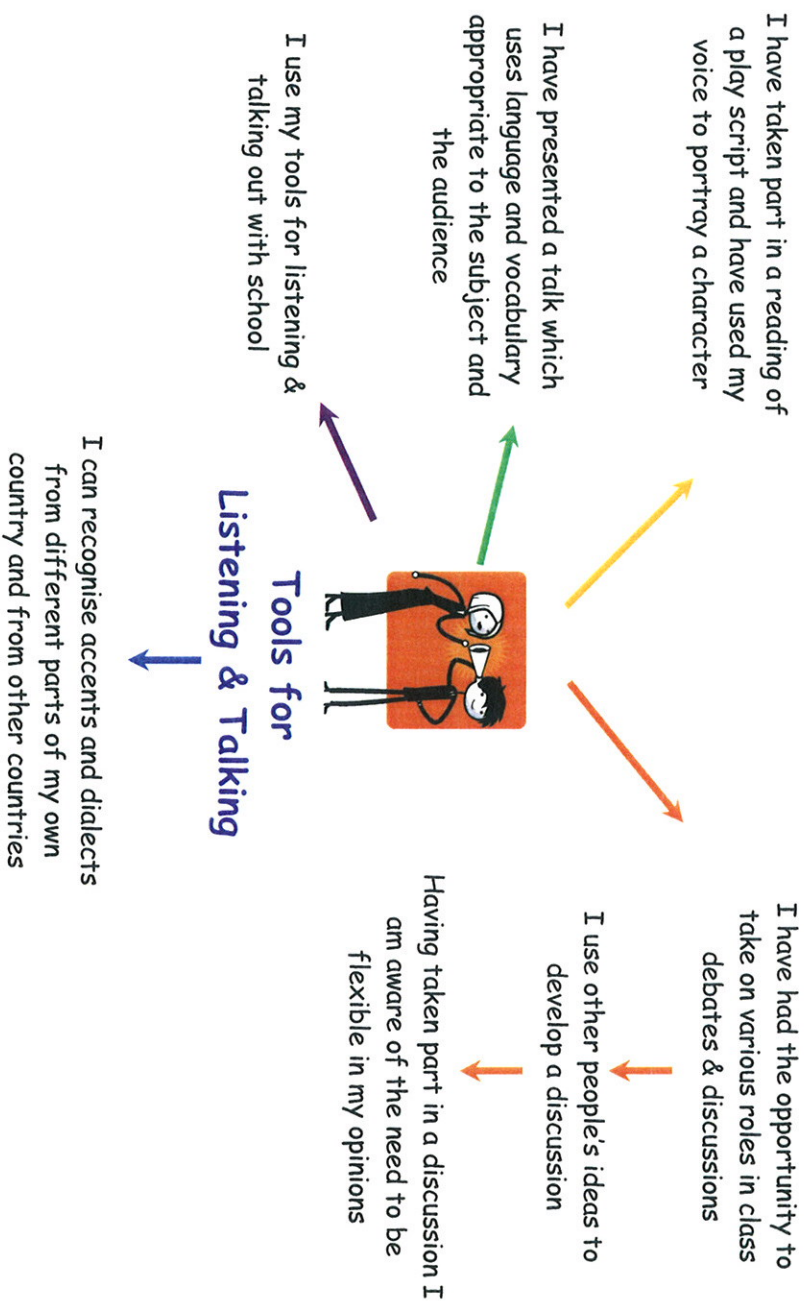 I have taken part in a reading of
a play script and have used my
voice to portray a character
I have had the opportunity to
take on various roles in class
debates & discussions
I have presented a talk which
uses language and vocabulary
appropriate to the subject and
the audience
I use other people's ideas to
develop a discussion
I use my tools for listening &
talking out with school
Having taken part in a discussion I
am aware of the need to be
flexible in my opinions
Tools for
Listening & Talking
I can recognise accents and dialects
from different parts of my own
country and from other countries